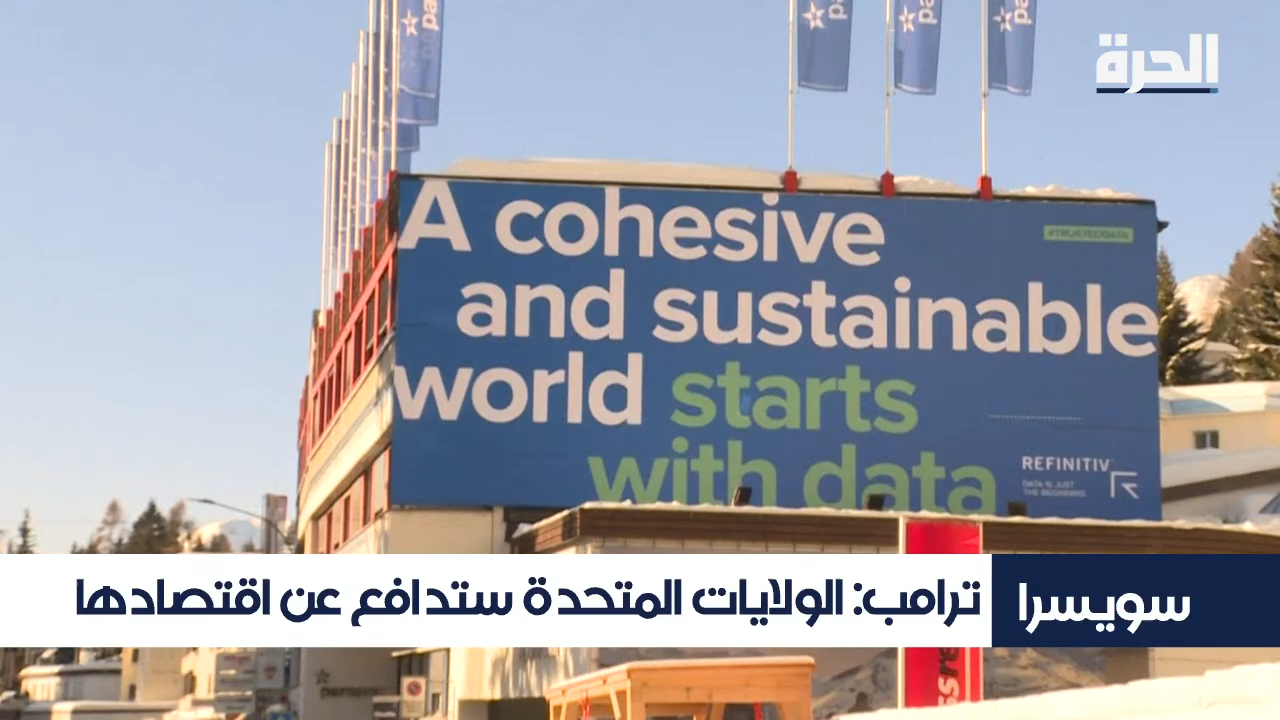 الحرة
A cohesive
and sustainable
world starts
with data
#TRUSTEDDATA
REFINITIV
DATA IS JUST
THE BEGINNING
سويسرا
ترامب: الولايات المتحدة ستدافع عن اقتصادها